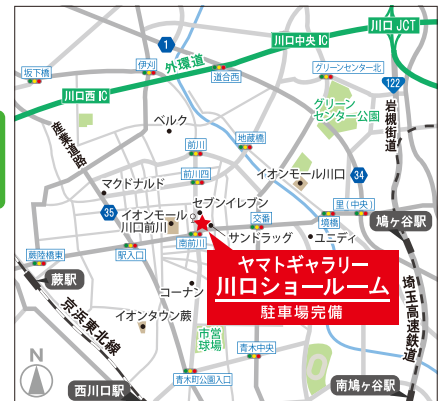 川口JCT
川口中央IC
1
外環道
坂下橋
伊刈
道合西
グリーンセンター北
川口西IC
122
岩槻街道
グリーン
センター公園
ベルク
産業道路
地蔵橋
前川
イオンモール川口
34
前川四
マクドナルド
35
セブンイレブン
イオンモール
川口前川
交番
境橋
里(中央)
鳩ヶ谷駅
南前川
サンドラッグ
ユニディ
蕨陸橋東
駅入口
蕨駅
ヤマトギャラリー
川口ショールーム
駐車場完備
コーナン
京浜東北線
イオンタウン蕨
埼玉高速鉄道
市営
球場
青木中央
N
青木町公園入口
西川口駅
南鳩ヶ谷駅